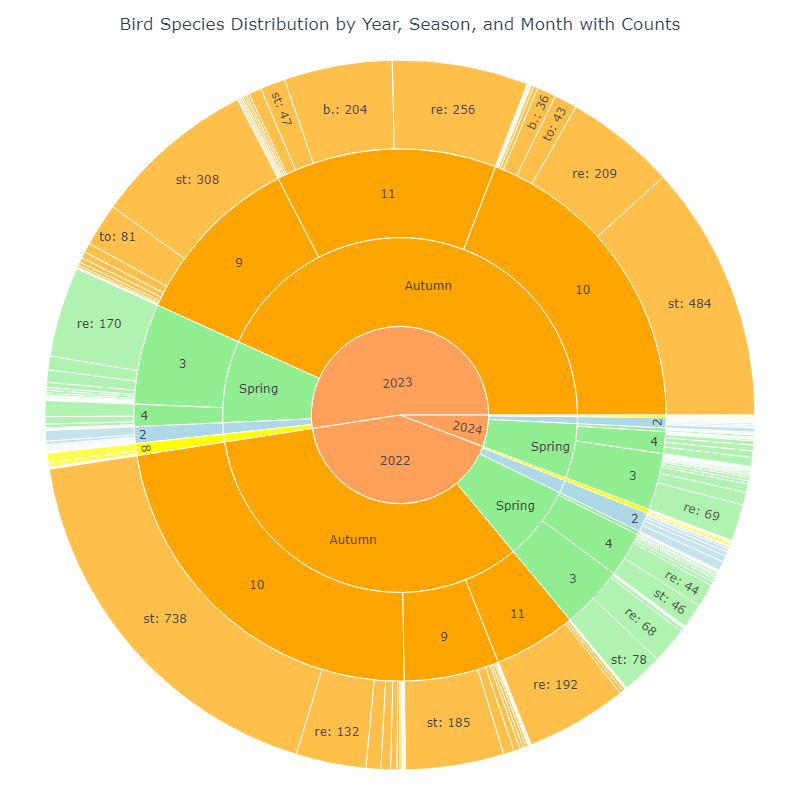 Bird Species Distribution by Year, Season, and Month with Counts
st: 47
b.: 204
re: 256
b.: 36
to: 43
re: 209
st: 308
11
to: 81
9
10
Autumn
st: 484
re: 170
3
Spring
2023
4
2
8
2024
2022
Spring
4
2
3
re: 69
2
Spring
4
re: 44
st: 46
Autumn
3
re: 68
10
9
11
st: 78
st: 738
re: 192
re: 132
st: 185